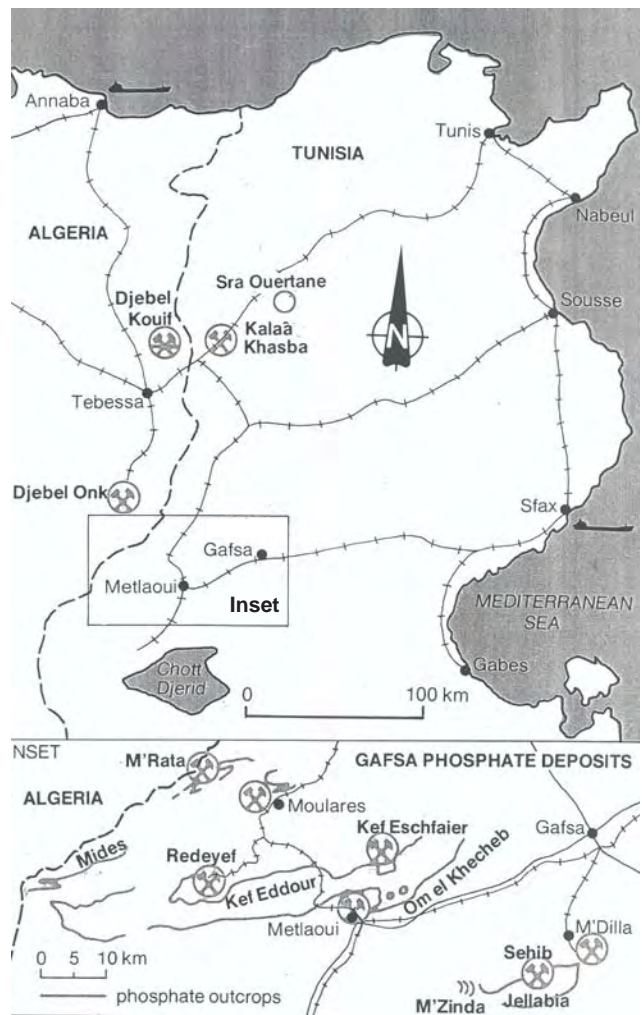 Annaba
Tunis
TUNISIA
Nabeul
ALGERIA
Sra Ouertane
Djebel
Kouif
Kalaâ
Khasba
N
Sousse
Tebessa
Djebel Onk
Sfax
Gafsa
Metlaoui
Inset
MEDITERRANEAN
SEA
Chott
Djerid
0 100 km
Gabes
NSET
M'Rata
GAFSA PHOSPHATE DEPOSITS
ALGERIA
Moulares
Kef Eschfaier
Gafsa
Mides
Redeyef
Kef Eddour
Om el Khecheb
Metlaoui
M'Dilla
0 5 10 km
Sehib
phosphate outcrops
M'Zinda
Jellabia